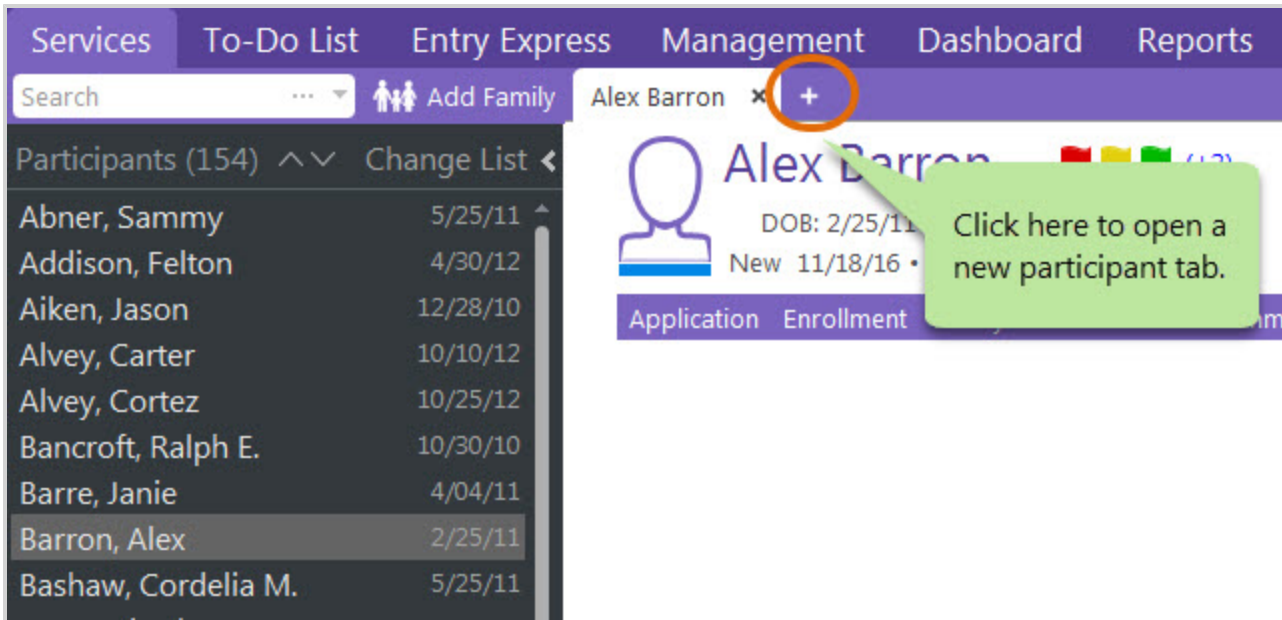 Services To-Do List Entry Express Management Dashboard Reports
Search ... Add Family Alex Barron × +
Participants (154) Change List
Alex Barron
Abner, Sammy 5/25/11
DOB: 2/25/11
Click here to open a
new participant tab.
Addison, Felton 4/30/12
New 11/18/16 •
Aiken, Jason 12/28/10
Application Enrollment
Alvey, Carter 10/10/12
Alvey, Cortez 10/25/12
Bancroft, Ralph E. 10/30/10
Barre, Janie 4/04/11
Barron, Alex 2/25/11
Bashaw, Cordelia M. 5/25/11